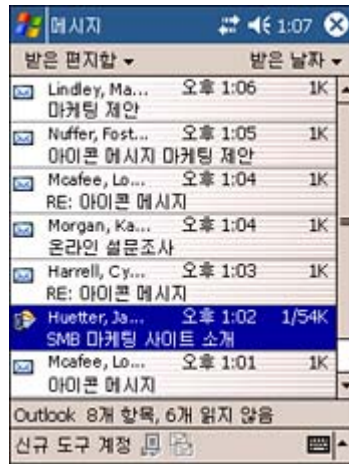 메시지 1:07
받은 편지함 받은 날짜
Lindley, Ma... 오후 1:06 1K
마케팅 제안
Nuffer, Fost... 오후 1:05 1K
아이콘 메시지 마케팅 제안
Mcafee, Lo... 오후 1:04 1K
RE: 아이콘 메시지
Morgan, Ka... 오후 1:04 1K
온라인 설문조사
Harrell, Cy... 오후 1:03 1K
RE: 아이콘 메시지
Huetter, Ja... 오후 1:02 1/54K
SMB 마케팅 사이트 소개
Mcafee, Lo... 오후 1:01 1K
아이콘 메시지
Outlook 8개 항목, 6개 읽지 않음
신규 도구 계정